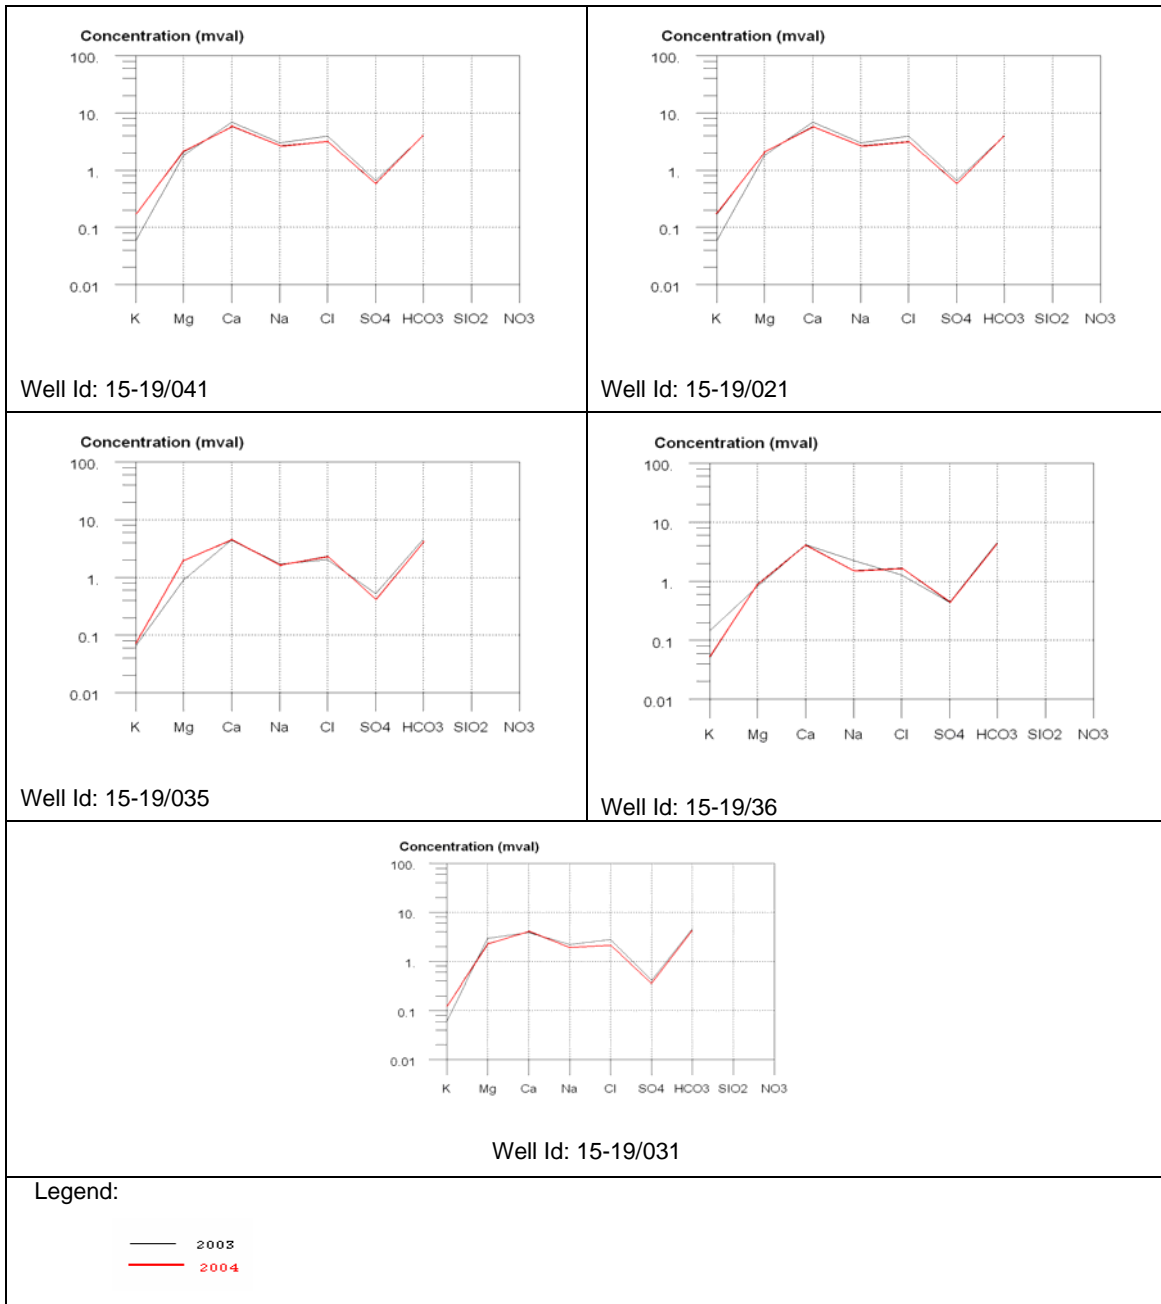 Concentration (mval)
100.
10.
1.
0.1
0.01
K Mg Ca Na Cl SO4 HCO3 SIO2 NO3
Well Id: 15-19/041
Concentration (mval)
100.
10.
1.
0.1
0.01
K Mg Ca Na Cl SO4 HCO3 SIO2 NO3
Well Id: 15-19/021
Concentration (mval)
100.
10.
1.
0.1
0.01
K Mg Ca Na Cl SO4 HCO3 SIO2 NO3
Well Id: 15-19/035
Concentration (mval)
100.
10.
1.
0.1
0.01
K Mg Ca Na Cl SO4 HCO3 SIO2 NO3
Well Id: 15-19/36
Concentration (mval)
100.
10.
1.
0.1
0.01
K Mg Ca Na Cl SO4 HCO3 SIO2 NO3
Well Id: 15-19/031
Legend:
2003
2004